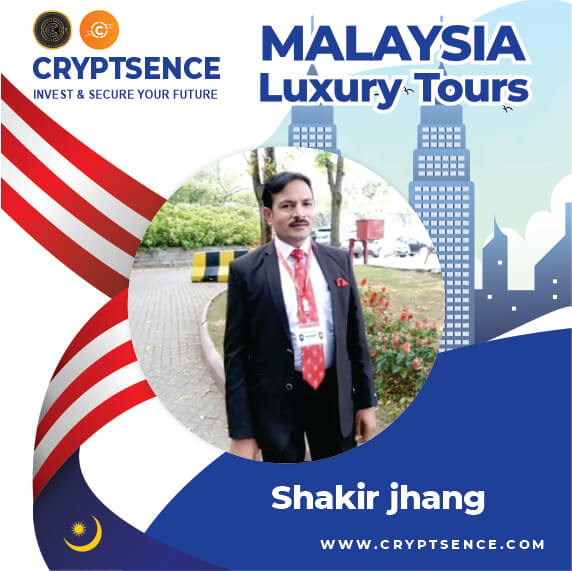 CRYPTSENCE
INVEST & SECURE YOUR FUTURE
MALAYSIA
Luxury Tours
Shakir jhang
WWW.CRYPTSENCE.COM